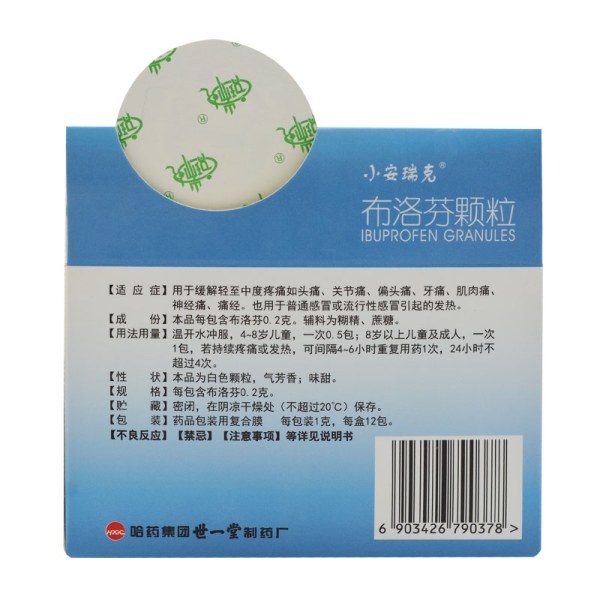 小安瑞克®
布洛芬颗粒
IBUPROFEN GRANULES
【适应症】用于缓解轻至中度疼痛如头痛、关节痛、偏头痛、牙痛、肌肉痛、
神经痛、痛经。也用于普通感冒或流行性感冒引起的发热。
【成份】本品每包含布洛芬0.2克。辅料为糊精、蔗糖。
【用法用量】温开水冲服，4~8岁儿童，一次0.5包；8岁以上儿童及成人，一次
1包，若持续疼痛或发热，可间隔4~6小时重复用药1次，24小时不
超过4次。
【性状】本品为白色颗粒，气芳香；味甜。
【规格】每包含布洛芬0.2克。
【贮藏】密闭，在阴凉干燥处（不超过20℃）保存。
【包装】药品包装用复合膜 每包装1克，每盒12包。
【不良反应】【禁忌】【注意事项】等详见说明书
HPGC 哈药集团世一堂制药厂
6 903426 790378 >